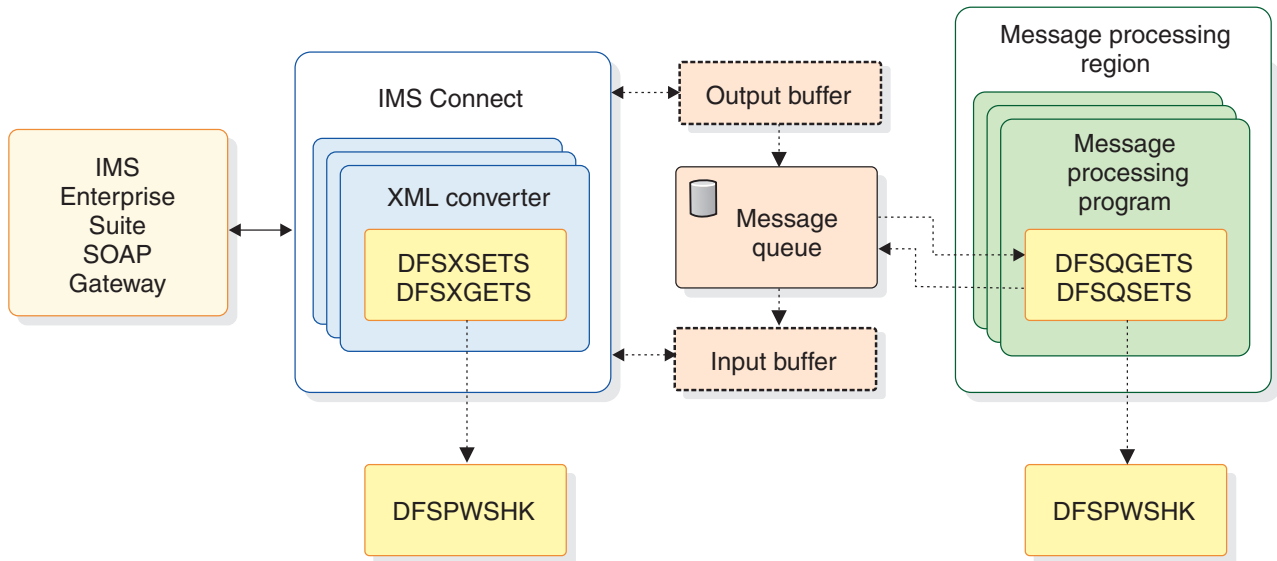 IMS
Enterprise
Suite
SOAP
Gateway
IMS Connect
XML converter
DFSXSETS
DFSXGETS
DFSPWSHK
Output buffer
Message
queue
Input buffer
Message processing
region
Message
processing
program
DFSQGETS
DFSQSETS
DFSPWSHK